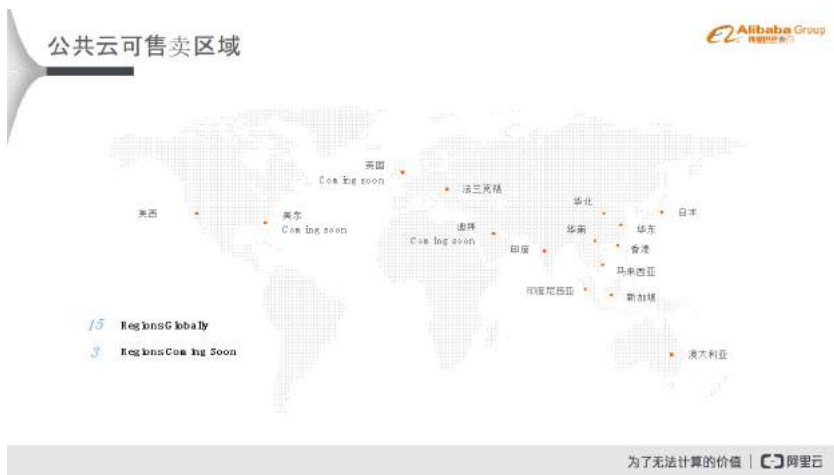 公共云可售卖区域
Alibaba Group
阿里巴巴集团
英国
Coming soon
法兰克福
美西
美东
Coming soon
迪拜
Coming soon
印度
华北
日本
华南
华东
香港
马来西亚
印度尼西亚
新加坡
15 Regions Globally
3 Regions Coming Soon
澳大利亚
为了无法计算的价值 | 阿里云